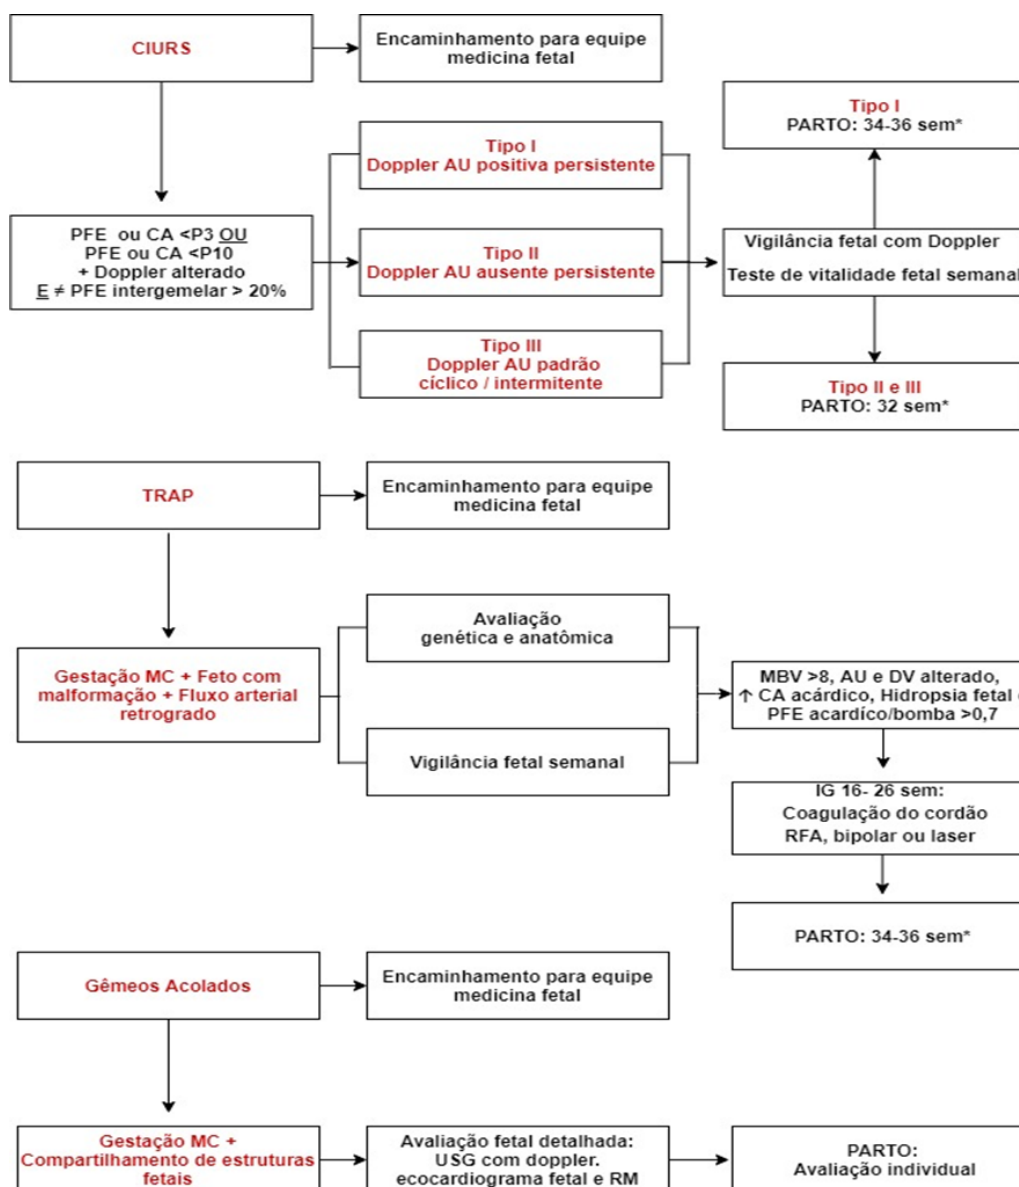 CIURS
Encaminhamento para equipe
medicina fetal
Tipo I
PARTO: 34-36 sem*
Tipo I
Doppler AU positiva persistente
PFE ou CA <P3 OU
PFE ou CA <P10
+ Doppler alterado
E ≠ PFE intergemelar > 20%
Tipo II
Doppler AU ausente persistente
Vigilância fetal com Doppler
Teste de vitalidade fetal semanal
Tipo III
Doppler AU padrão
cíclico / intermitente
Tipo II e III
PARTO: 32 sem*
TRAP
Encaminhamento para equipe
medicina fetal
Avaliação
genética e anatômica
Gestação MC + Feto com
malformação + Fluxo arterial
retrogrado
Vigilância fetal semanal
MBV >8, AU e DV alterado,
↑ CA acárdico, Hidropsia fetal
PFE acardíco/bomba >0,7
IG 16- 26 sem:
Coagulação do cordão
RFA, bipolar ou laser
PARTO: 34-36 sem*
Gêmeos Acolados
Encaminhamento para equipe
medicina fetal
Gestação MC +
Compartilhamento de estruturas
fetais
Avaliação fetal detalhada:
USG com doppler.
ecocardiograma fetal e RM
PARTO:
Avaliação individual